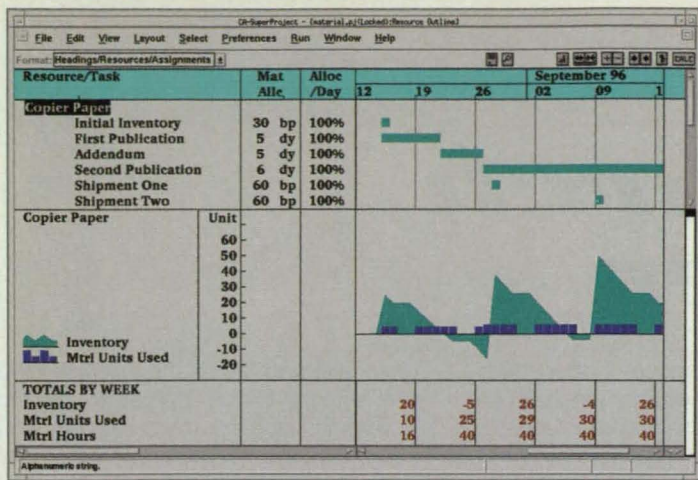 CA-SuperProject - [material.pj(Locked):Resource Outline]
File Edit View Layout Select Preferences Run Window Help
Format: Headings/Resources/Assignments
CALC
Resource/Task Mat Alloc September 96
Allc /Day 12 19 26 02 09 1
Copier Paper
Initial Inventory 30 bp 100%
First Publication 5 dy 100%
Addendum 5 dy 100%
Second Publication 6 dy 100%
Shipment One 60 bp 100%
Shipment Two 60 bp 100%
Copier Paper Unit
60
50
40
30
20
10
0
-10
-20
Inventory
Mtrl Units Used
TOTALS BY WEEK
Inventory 20 -5 26 -4 26
Mtrl Units Used 10 25 29 30 30
Mtrl Hours 16 40 40 40 40
Alphanumeric string.